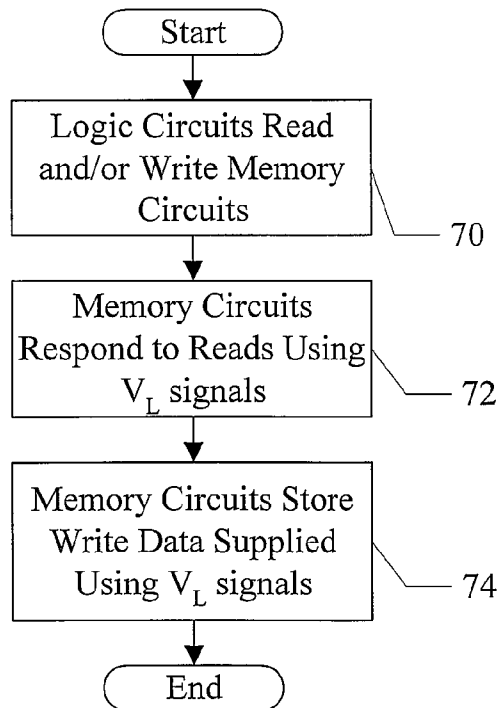 Start
Logic Circuits Read
and/or Write Memory
Circuits
70
Memory Circuits
Respond to Reads Using
V_L signals
72
Memory Circuits Store
Write Data Supplied
Using V_L signals
74
End